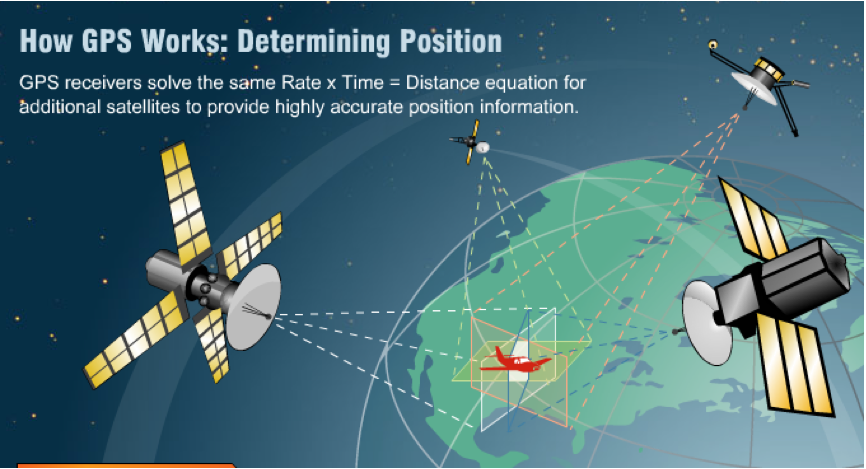 How GPS Works: Determining Position
GPS receivers solve the same Rate x Time = Distance equation for
additional satellites to provide highly accurate position information.